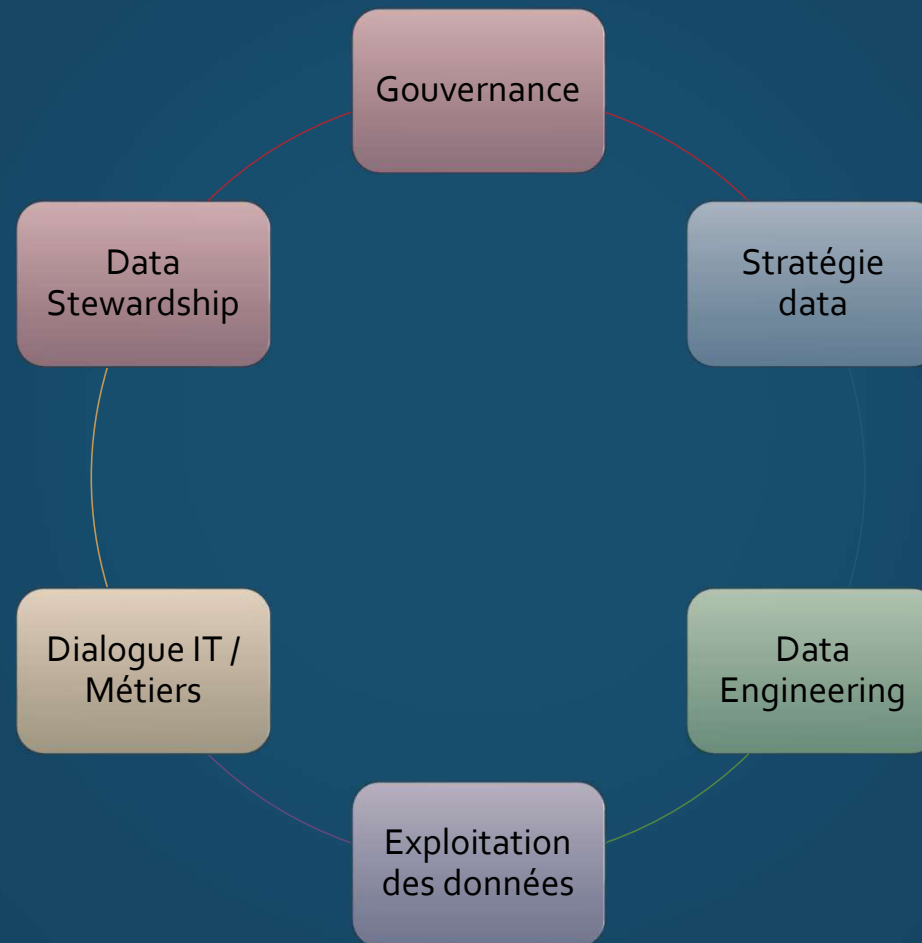 Gouvernance
Stratégie
data
Data
Engineering
Exploitation
des données
Dialogue IT /
Métiers
Data
Stewardship